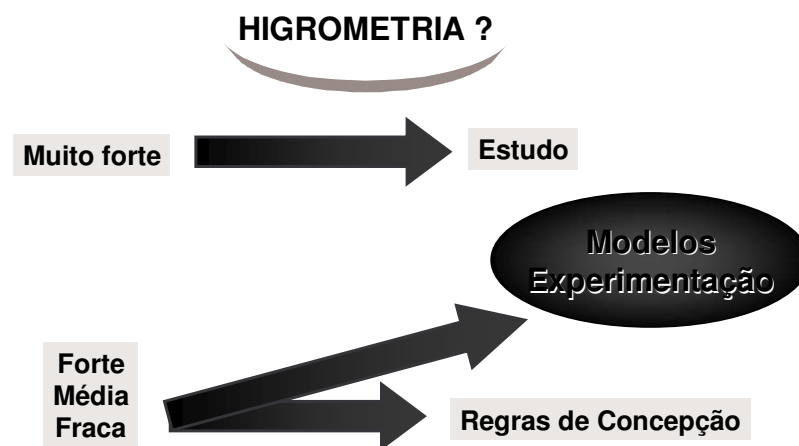 HIGROMETRIA ?
Muito forte
Estudo
Modelos
Experimentação
Forte
Média
Fraca
Regras de Concepção